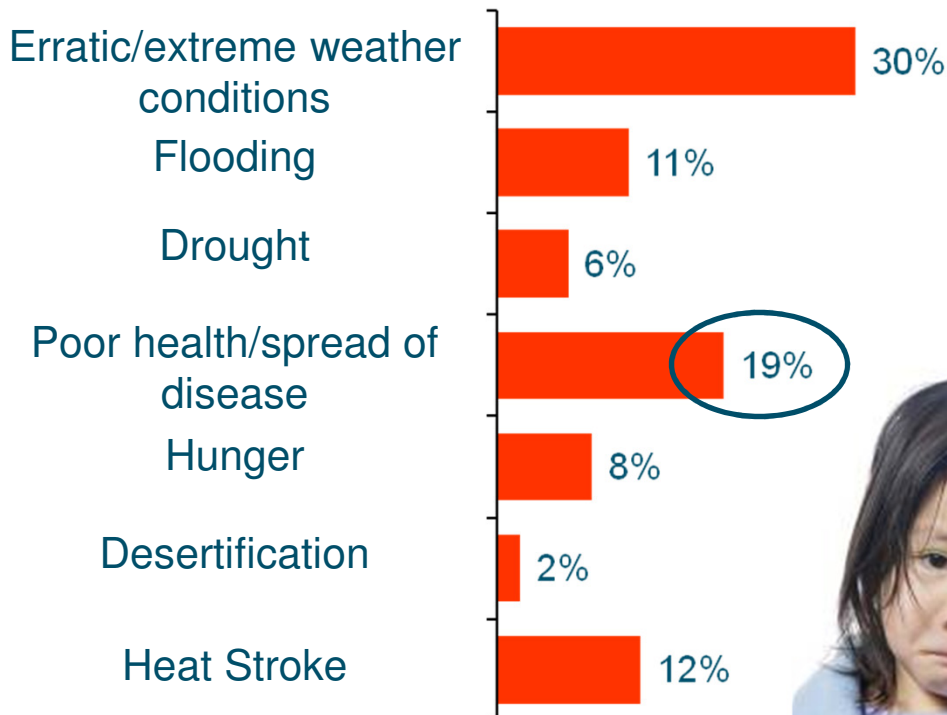 Erratic/extreme weather
conditions
30%
Flooding
11%
Drought
6%
Poor health/spread of
disease
19%
Hunger
8%
Desertification
2%
Heat Stroke
12%